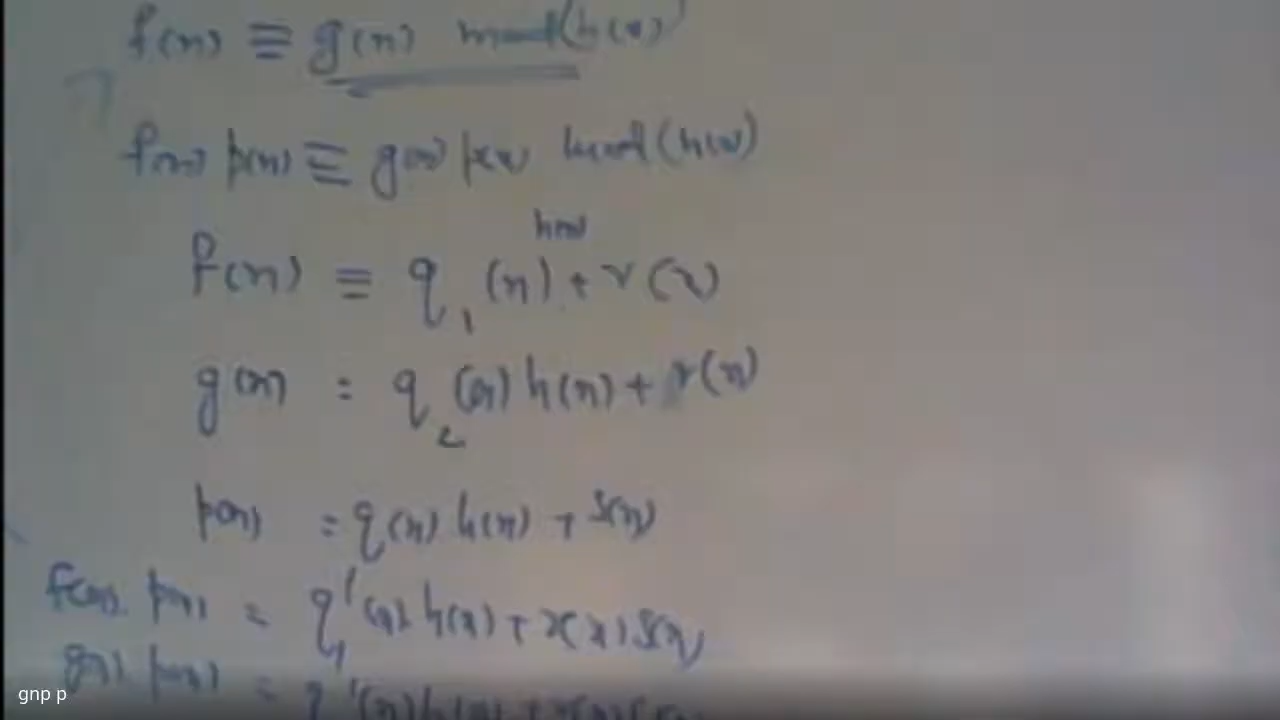 f(x) ≡ g(x) mod(h(x))
f(x) p(x) ≡ g(x) p(x) mod(h(x))
h(x)
f(x) ≡ q₁(x) + r(x)
g(x) = q₂(x) h(x) + r(x)
p(x) = q(x) h(x) + s(x)
f(x). p(x) = q₁'(x) h(x) + r(x) s(x)
g(x). p(x) = q'(x) h(x) + r(x) s(x)
gnp p